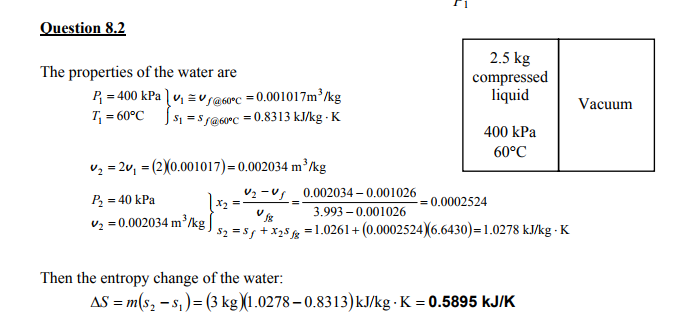 P₁
Question 8.2
The properties of the water are
P₁ = 400 kPa } v₁ ≅ v_f@60°C = 0.001017m³/kg
T₁ = 60°C } s₁ = s_f@60°C = 0.8313 kJ/kg · K
v₂ = 2v₁ = (2)(0.001017) = 0.002034 m³/kg
P₂ = 40 kPa
v₂ = 0.002034 m³/kg } x₂ = (v₂ − v_f)/v_fg = (0.002034 − 0.001026)/(3.993 − 0.001026) = 0.0002524
s₂ = s_f + x₂s_fg = 1.0261 + (0.0002524)(6.6430) = 1.0278 kJ/kg · K
2.5 kg
compressed
liquid
400 kPa
60°C
Vacuum
Then the entropy change of the water:
ΔS = m(s₂ − s₁) = (3 kg)(1.0278 − 0.8313)kJ/kg · K = 0.5895 kJ/K